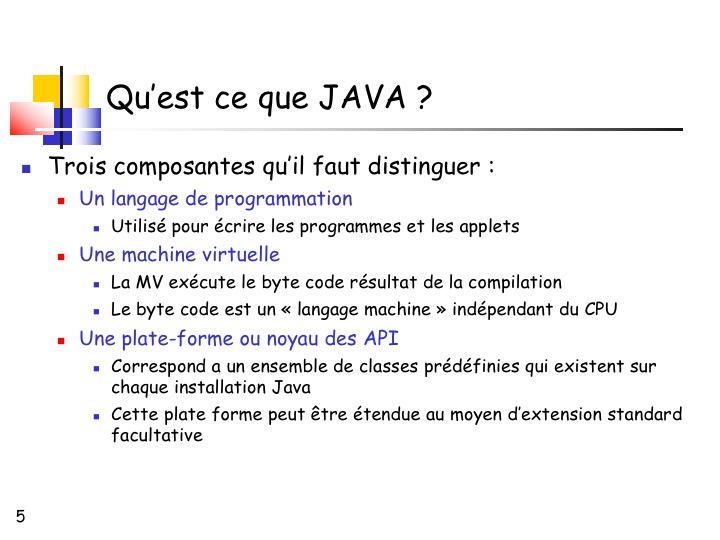 Qu'est ce que JAVA ?
Trois composantes qu'il faut distinguer :
Un langage de programmation
Utilisé pour écrire les programmes et les applets
Une machine virtuelle
La MV exécute le byte code résultat de la compilation
Le byte code est un « langage machine » indépendant du CPU
Une plate-forme ou noyau des API
Correspond a un ensemble de classes prédéfinies qui existent sur
chaque installation Java
Cette plate forme peut être étendue au moyen d'extension standard
facultative
5